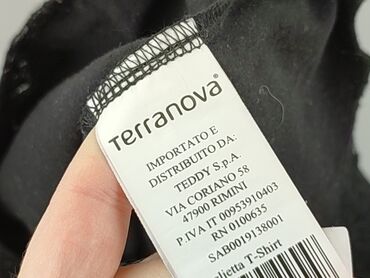 Terranova®
IMPORTATO E
DISTRIBUITO DA:
TEDDY S.p.A.
VIA CORIANO 58
47900 RIMINI
P.IVA IT 00953910403
RN 0100635
SAB0019138001
T-Shirt